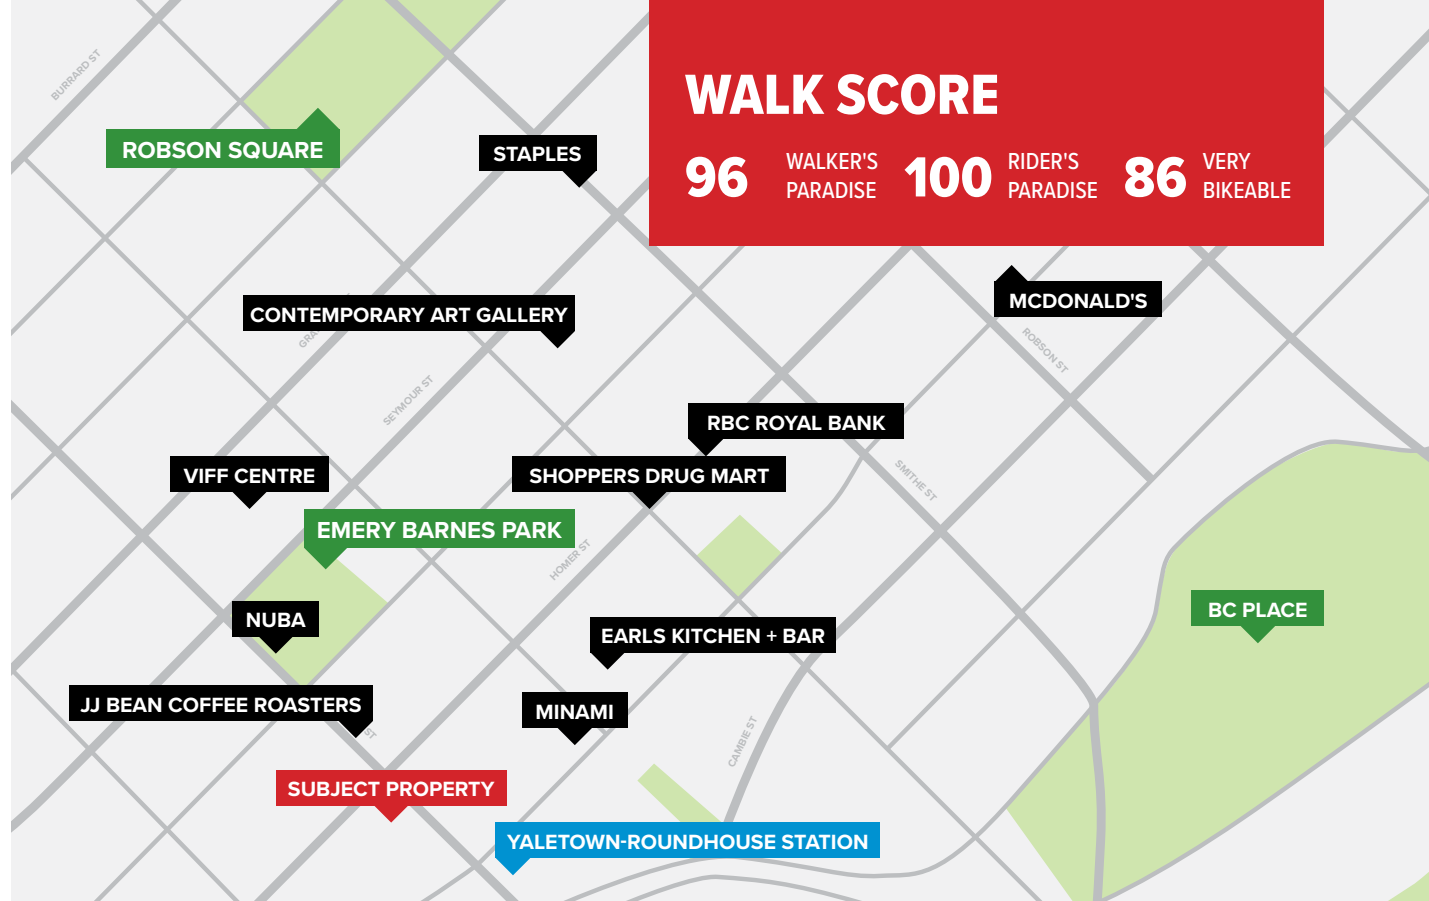 BURRARD ST
WALK SCORE
96 WALKER'S PARADISE
100 RIDER'S PARADISE
86 VERY BIKEABLE
ROBSON SQUARE
STAPLES
MCDONALD'S
CONTEMPORARY ART GALLERY
ROBSON ST
SEYMOUR ST
RBC ROYAL BANK
VIFF CENTRE
SHOPPERS DRUG MART
SMITHE ST
EMERY BARNES PARK
HOMER ST
NUBA
BC PLACE
EARLS KITCHEN + BAR
JJ BEAN COFFEE ROASTERS
ST
MINAMI
CAMBIE ST
SUBJECT PROPERTY
YALETOWN-ROUNDHOUSE STATION